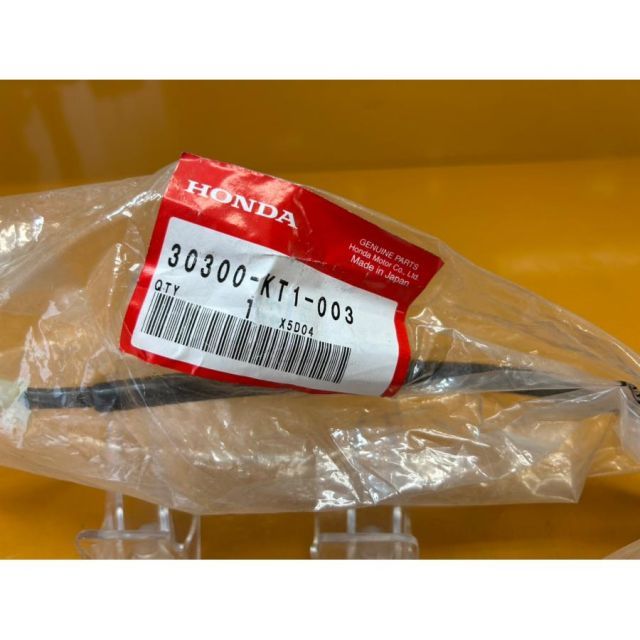 HONDA
GENUINE PARTS
Honda Motor Co., Ltd.
Made in Japan
30300-KT1-003
QTY 1 X5D04